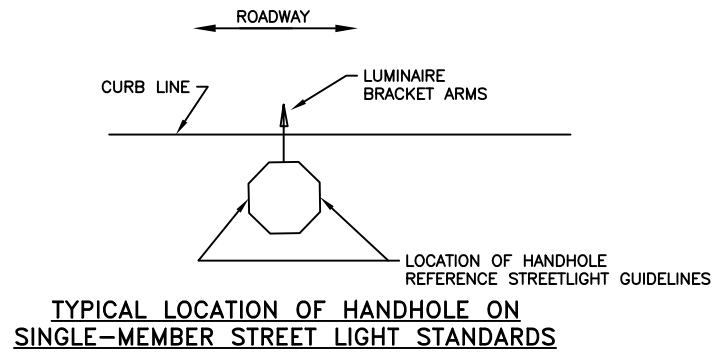 ROADWAY
CURB LINE
LUMINAIRE
BRACKET ARMS
LOCATION OF HANDHOLE
REFERENCE STREETLIGHT GUIDELINES
TYPICAL LOCATION OF HANDHOLE ON
SINGLE-MEMBER STREET LIGHT STANDARDS